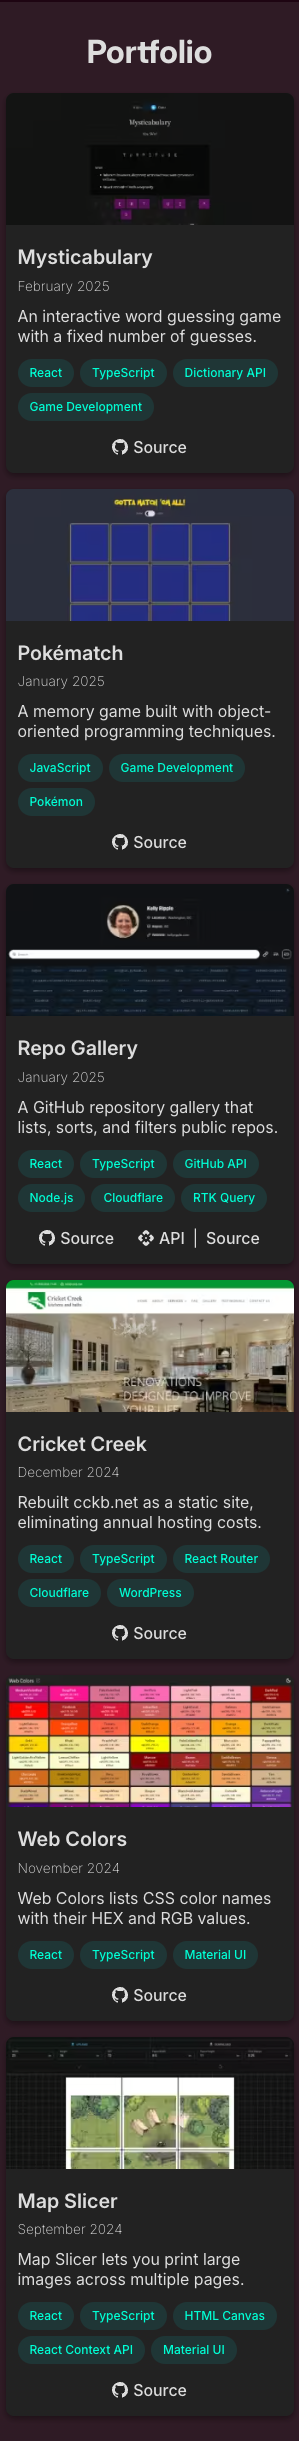 Portfolio
Mysticabulary
Mysticabulary
February 2025
An interactive word guessing game
with a fixed number of guesses.
React TypeScript Dictionary API
Game Development
Source
GOTTA MATCH 'EM ALL!
Pokématch
January 2025
A memory game built with object-
oriented programming techniques.
JavaScript Game Development
Pokémon
Source
Kelly Ripple
Repo Gallery
January 2025
A GitHub repository gallery that
lists, sorts, and filters public repos.
React TypeScript GitHub API
Node.js Cloudflare RTK Query
Source API | Source
Cricket Creek
RENOVATIONS
DESIGNED TO IMPROVE
YOUR LIFE
Cricket Creek
December 2024
Rebuilt cckb.net as a static site,
eliminating annual hosting costs.
React TypeScript React Router
Cloudflare WordPress
Source
Web Colors
Web Colors
November 2024
Web Colors lists CSS color names
with their HEX and RGB values.
React TypeScript Material UI
Source
Map Slicer
September 2024
Map Slicer lets you print large
images across multiple pages.
React TypeScript HTML Canvas
React Context API Material UI
Source